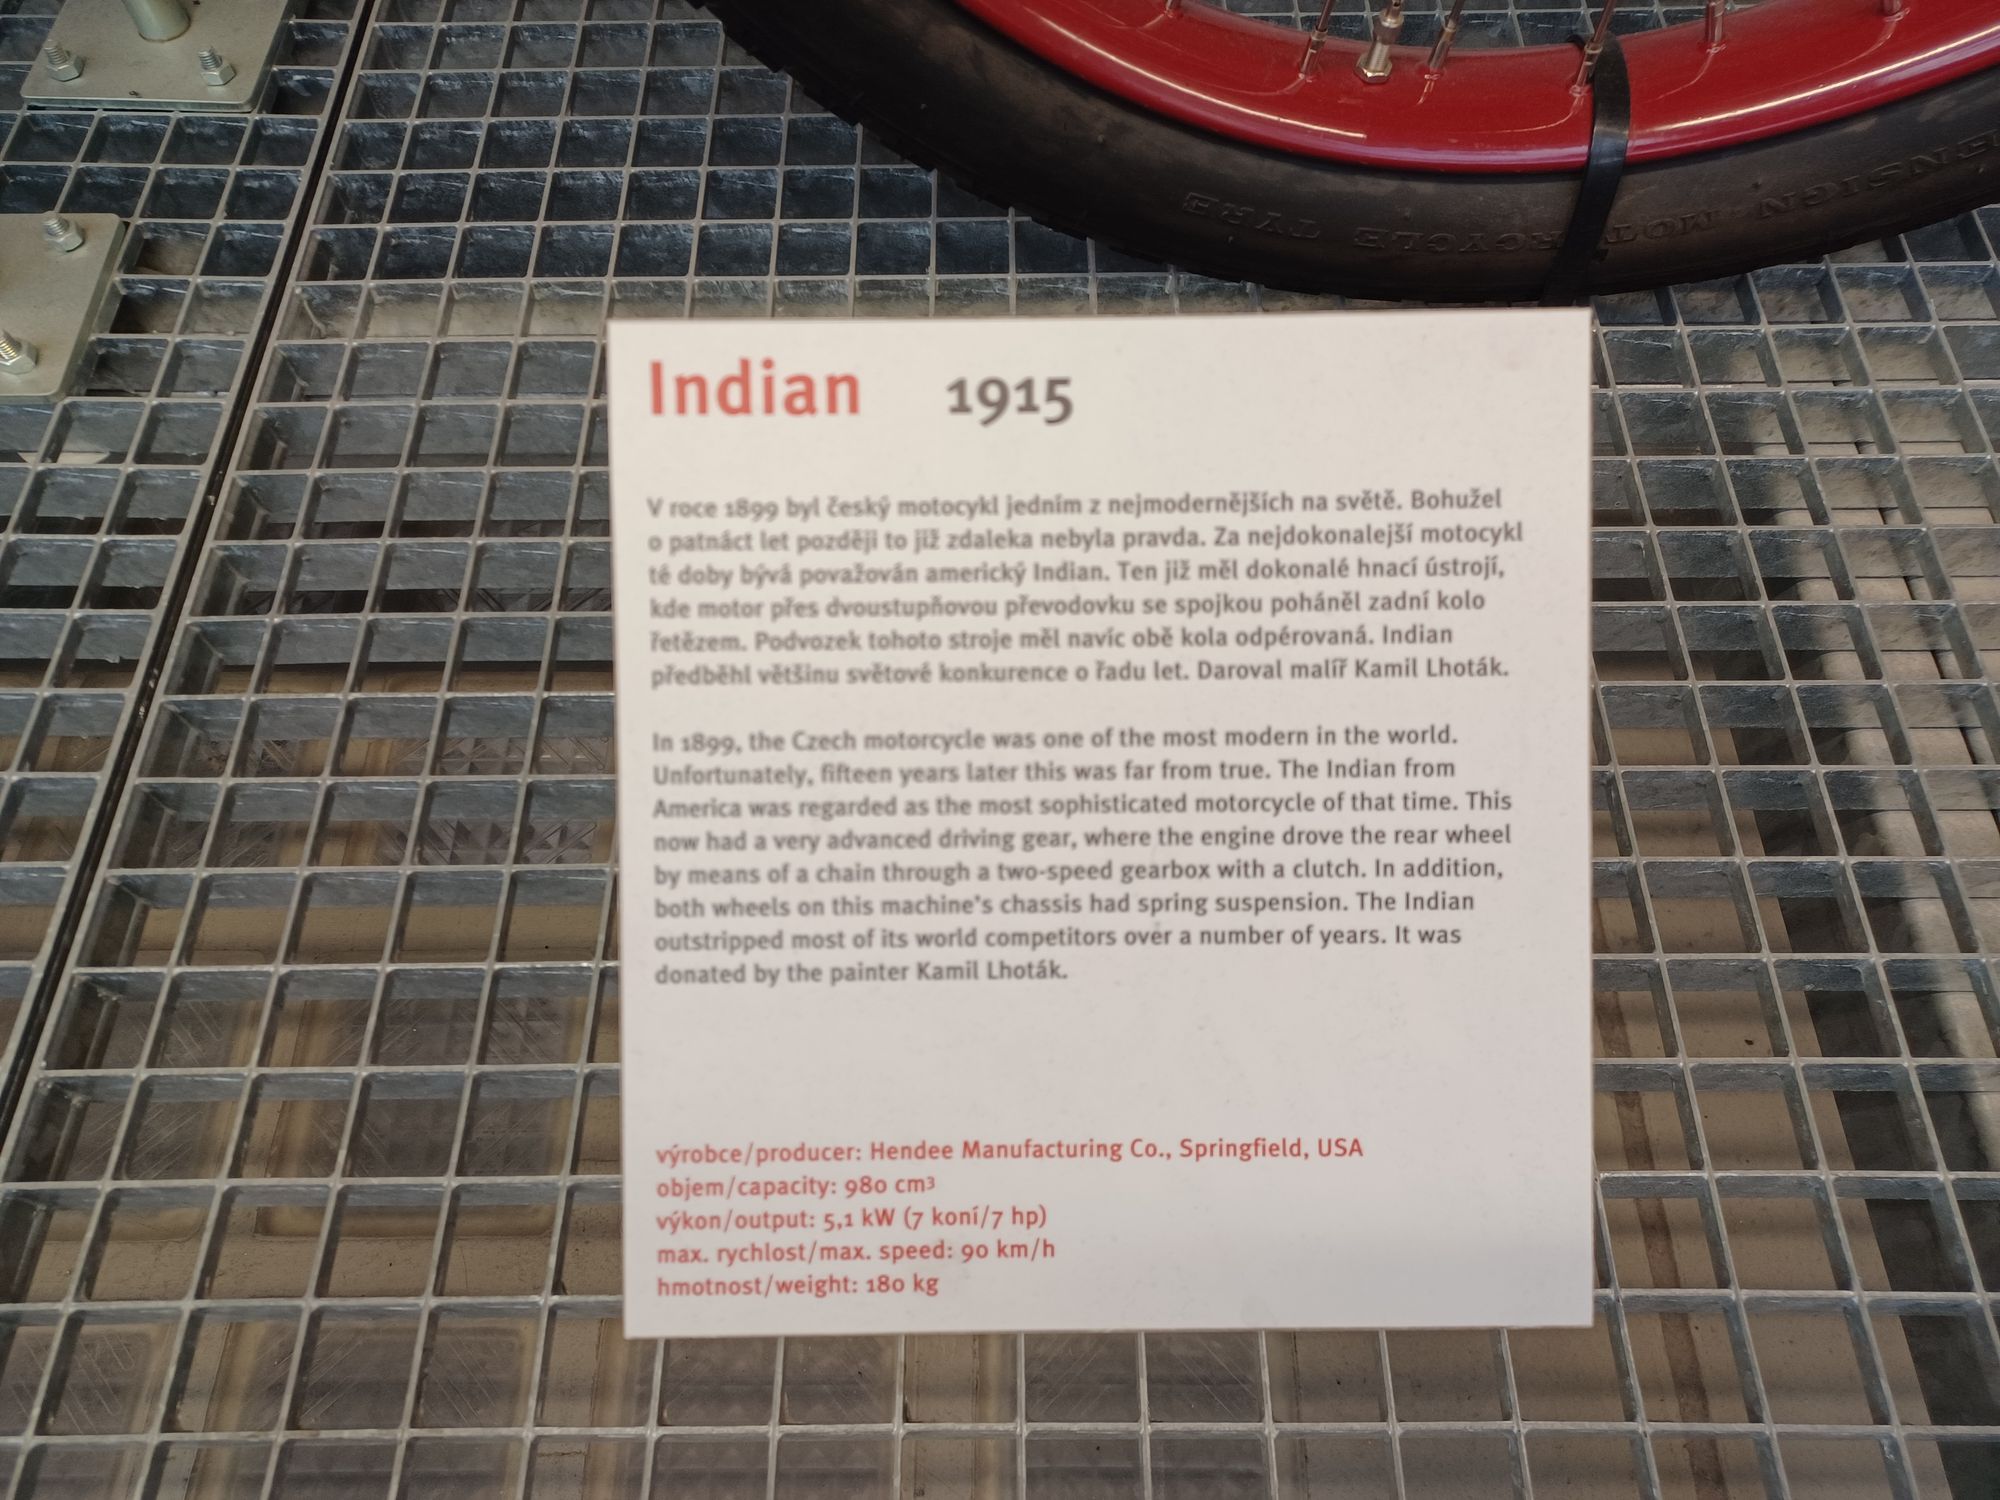 ENSIGN MOTORCYCLE TYRE
Indian 1915
V roce 1899 byl český motocykl jedním z nejmodernějších na světě. Bohužel
o patnáct let později to již zdaleka nebyla pravda. Za nejdokonalejší motocykl
té doby bývá považován americký Indian. Ten již měl dokonalé hnací ústrojí,
kde motor přes dvoustupňovou převodovku se spojkou poháněl zadní kolo
řetězem. Podvozek tohoto stroje měl navíc obě kola odpérovaná. Indian
předběhl většinu světové konkurence o řadu let. Daroval malíř Kamil Lhoták.
In 1899, the Czech motorcycle was one of the most modern in the world.
Unfortunately, fifteen years later this was far from true. The Indian from
America was regarded as the most sophisticated motorcycle of that time. This
now had a very advanced driving gear, where the engine drove the rear wheel
by means of a chain through a two-speed gearbox with a clutch. In addition,
both wheels on this machine's chassis had spring suspension. The Indian
outstripped most of its world competitors over a number of years. It was
donated by the painter Kamil Lhoták.
výrobce/producer: Hendee Manufacturing Co., Springfield, USA
objem/capacity: 980 cm³
výkon/output: 5,1 kW (7 koní/7 hp)
max. rychlost/max. speed: 90 km/h
hmotnost/weight: 180 kg